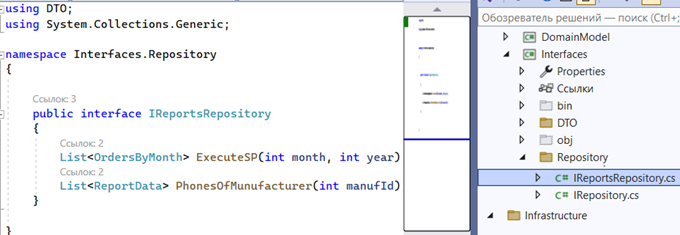 using DTO;
using System.Collections.Generic;
namespace Interfaces.Repository
{
Ссылок: 3
public interface IReportsRepository
{
Ссылок: 2
List<OrdersByMonth> ExecuteSP(int month, int year)
Ссылок: 2
List<ReportData> PhonesOfMunufacturer(int manufId)
}
}
Обозреватель решений — поиск (Ctrl+;
DomainModel
Interfaces
Properties
Ссылки
bin
DTO
obj
Repository
C# IReportsRepository.cs
C# IRepository.cs
Infrastructure